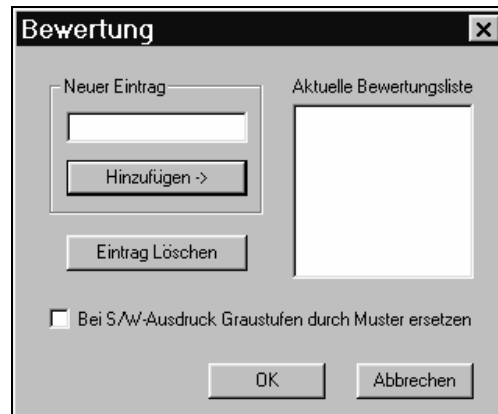 Bewertung
Neuer Eintrag
Aktuelle Bewertungsliste
Hinzufügen ->
Eintrag Löschen
Bei S/W-Ausdruck Graustufen durch Muster ersetzen
OK
Abbrechen